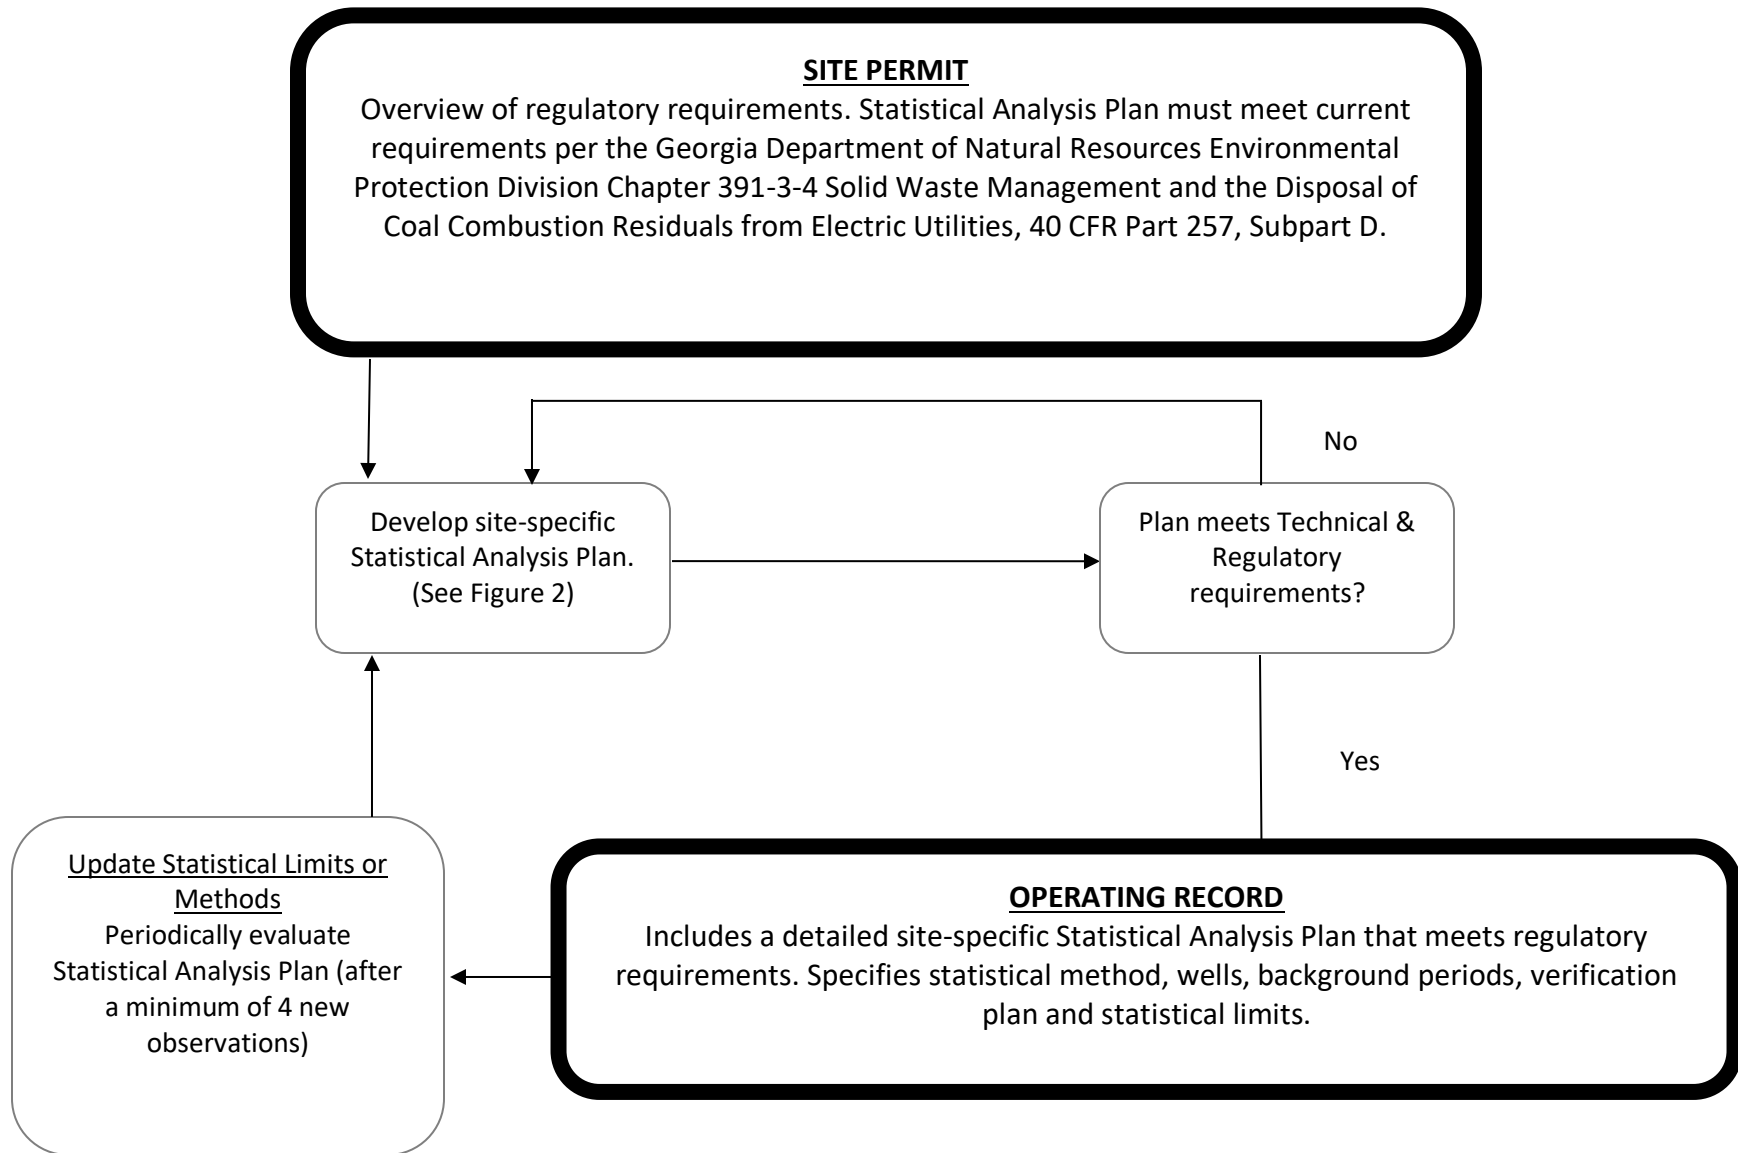 SITE PERMIT
Overview of regulatory requirements. Statistical Analysis Plan must meet current
requirements per the Georgia Department of Natural Resources Environmental
Protection Division Chapter 391-3-4 Solid Waste Management and the Disposal of
Coal Combustion Residuals from Electric Utilities, 40 CFR Part 257, Subpart D.
No
Develop site-specific
Statistical Analysis Plan.
(See Figure 2)
Plan meets Technical &
Regulatory
requirements?
Yes
Update Statistical Limits or
Methods
Periodically evaluate
Statistical Analysis Plan (after
a minimum of 4 new
observations)
OPERATING RECORD
Includes a detailed site-specific Statistical Analysis Plan that meets regulatory
requirements. Specifies statistical method, wells, background periods, verification
plan and statistical limits.